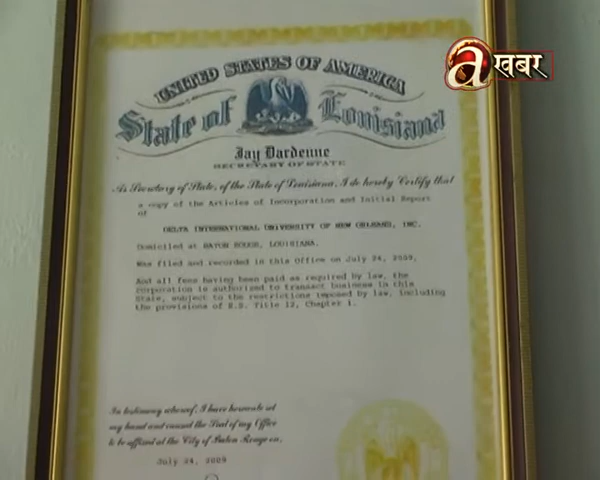 a खबर
UNITED STATES OF AMERICA
State of Louisiana
Jay Dardenne
SECRETARY OF STATE
As Secretary of State, of the State of Louisiana, I do hereby Certify that
a copy of the Articles of Incorporation and Initial Report
of
DELTA INTERNATIONAL UNIVERSITY OF NEW ORLEANS, INC.
Domiciled at BATON ROUGE, LOUISIANA.
Was filed and recorded in this Office on July 24, 2009,
And all fees having been paid as required by law, the
corporation is authorized to transact business in this
State, subject to the restrictions imposed by law, including
the provisions of R.S. Title 12, Chapter 1.
In testimony whereof, I have hereunto set
my hand and caused the Seal of my Office
to be affixed at the City of Baton Rouge on,
July 24, 2009